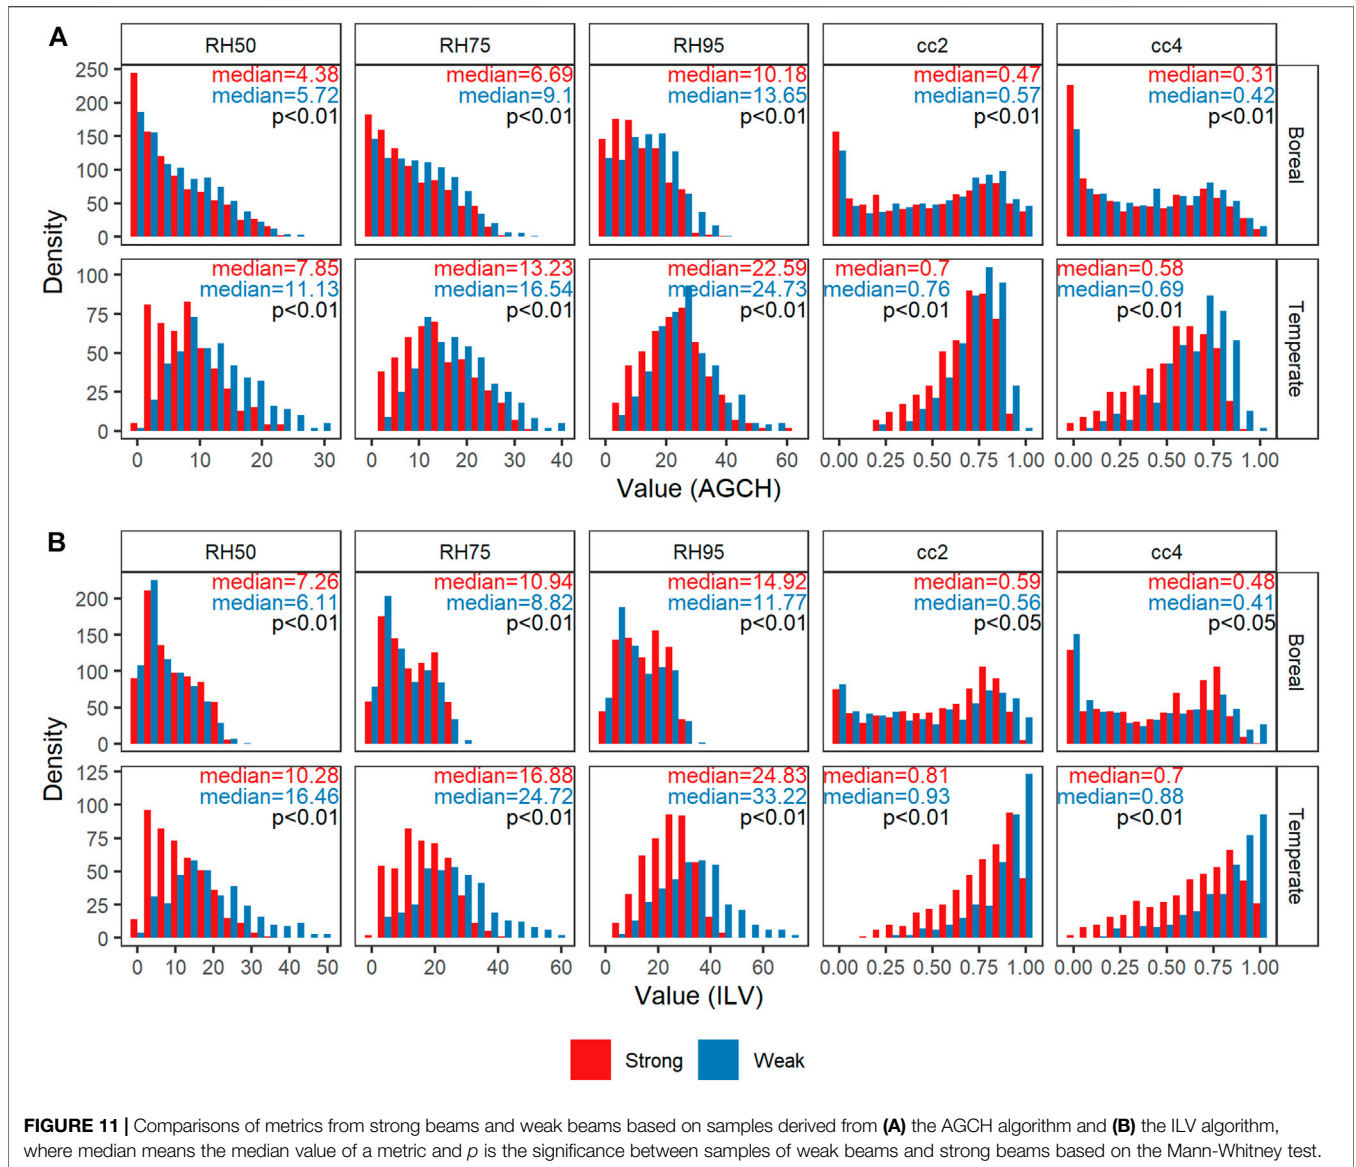 A
RH50 RH75 RH95 cc2 cc4
median=4.38 median=6.69 median=10.18 median=0.47 median=0.31
median=5.72 median=9.1 median=13.65 median=0.57 median=0.42
p<0.01 p<0.01 p<0.01 p<0.01 p<0.01
250
200
150
100
50
0
Boreal
Density
median=7.85 median=13.23 median=22.59 median=0.7 median=0.58
median=11.13 median=16.54 median=24.73 median=0.76 median=0.69
p<0.01 p<0.01 p<0.01 p<0.01 p<0.01
100
75
50
25
0
Temperate
0 10 20 30 0 10 20 30 40 0 20 40 60 0.00 0.25 0.50 0.75 1.00 0.00 0.25 0.50 0.75 1.00
Value (AGCH)
B
RH50 RH75 RH95 cc2 cc4
median=7.26 median=10.94 median=14.92 median=0.59 median=0.48
median=6.11 median=8.82 median=11.77 median=0.56 median=0.41
p<0.01 p<0.01 p<0.01 p<0.05 p<0.05
200
150
100
50
0
Boreal
Density
median=10.28 median=16.88 median=24.83 median=0.81 median=0.7
median=16.46 median=24.72 median=33.22 median=0.93 median=0.88
p<0.01 p<0.01 p<0.01 p<0.01 p<0.01
125
100
75
50
25
0
Temperate
0 10 20 30 40 50 0 20 40 60 0 20 40 60 0.00 0.25 0.50 0.75 1.00 0.00 0.25 0.50 0.75 1.00
Value (ILV)
Strong Weak
FIGURE 11 | Comparisons of metrics from strong beams and weak beams based on samples derived from (A) the AGCH algorithm and (B) the ILV algorithm,
where median means the median value of a metric and p is the significance between samples of weak beams and strong beams based on the Mann-Whitney test.